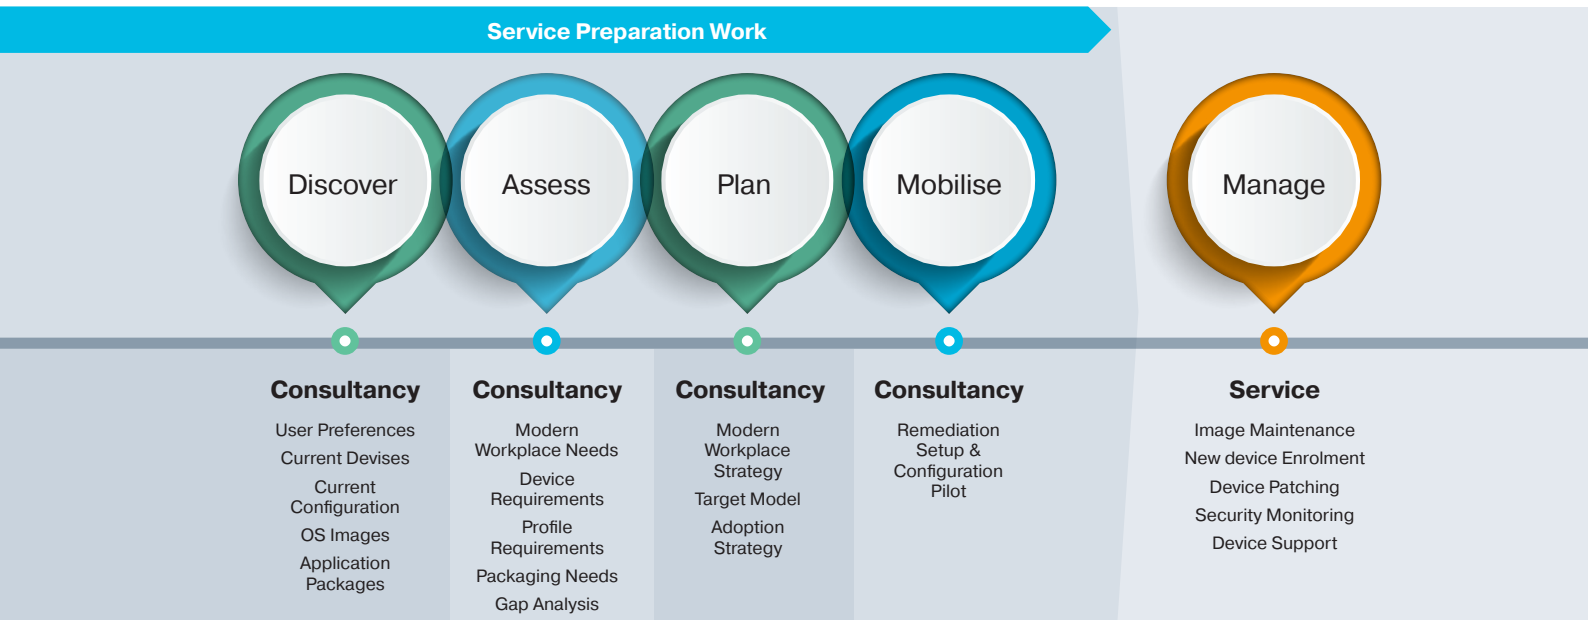 Service Preparation Work
Discover
Assess
Plan
Mobilise
Manage
Consultancy
User Preferences
Current Devises
Current
Configuration
OS Images
Application
Packages
Consultancy
Modern
Workplace Needs
Device
Requirements
Profile
Requirements
Packaging Needs
Gap Analysis
Consultancy
Modern
Workplace
Strategy
Target Model
Adoption
Strategy
Consultancy
Remediation
Setup &
Configuration
Pilot
Service
Image Maintenance
New device Enrolment
Device Patching
Security Monitoring
Device Support